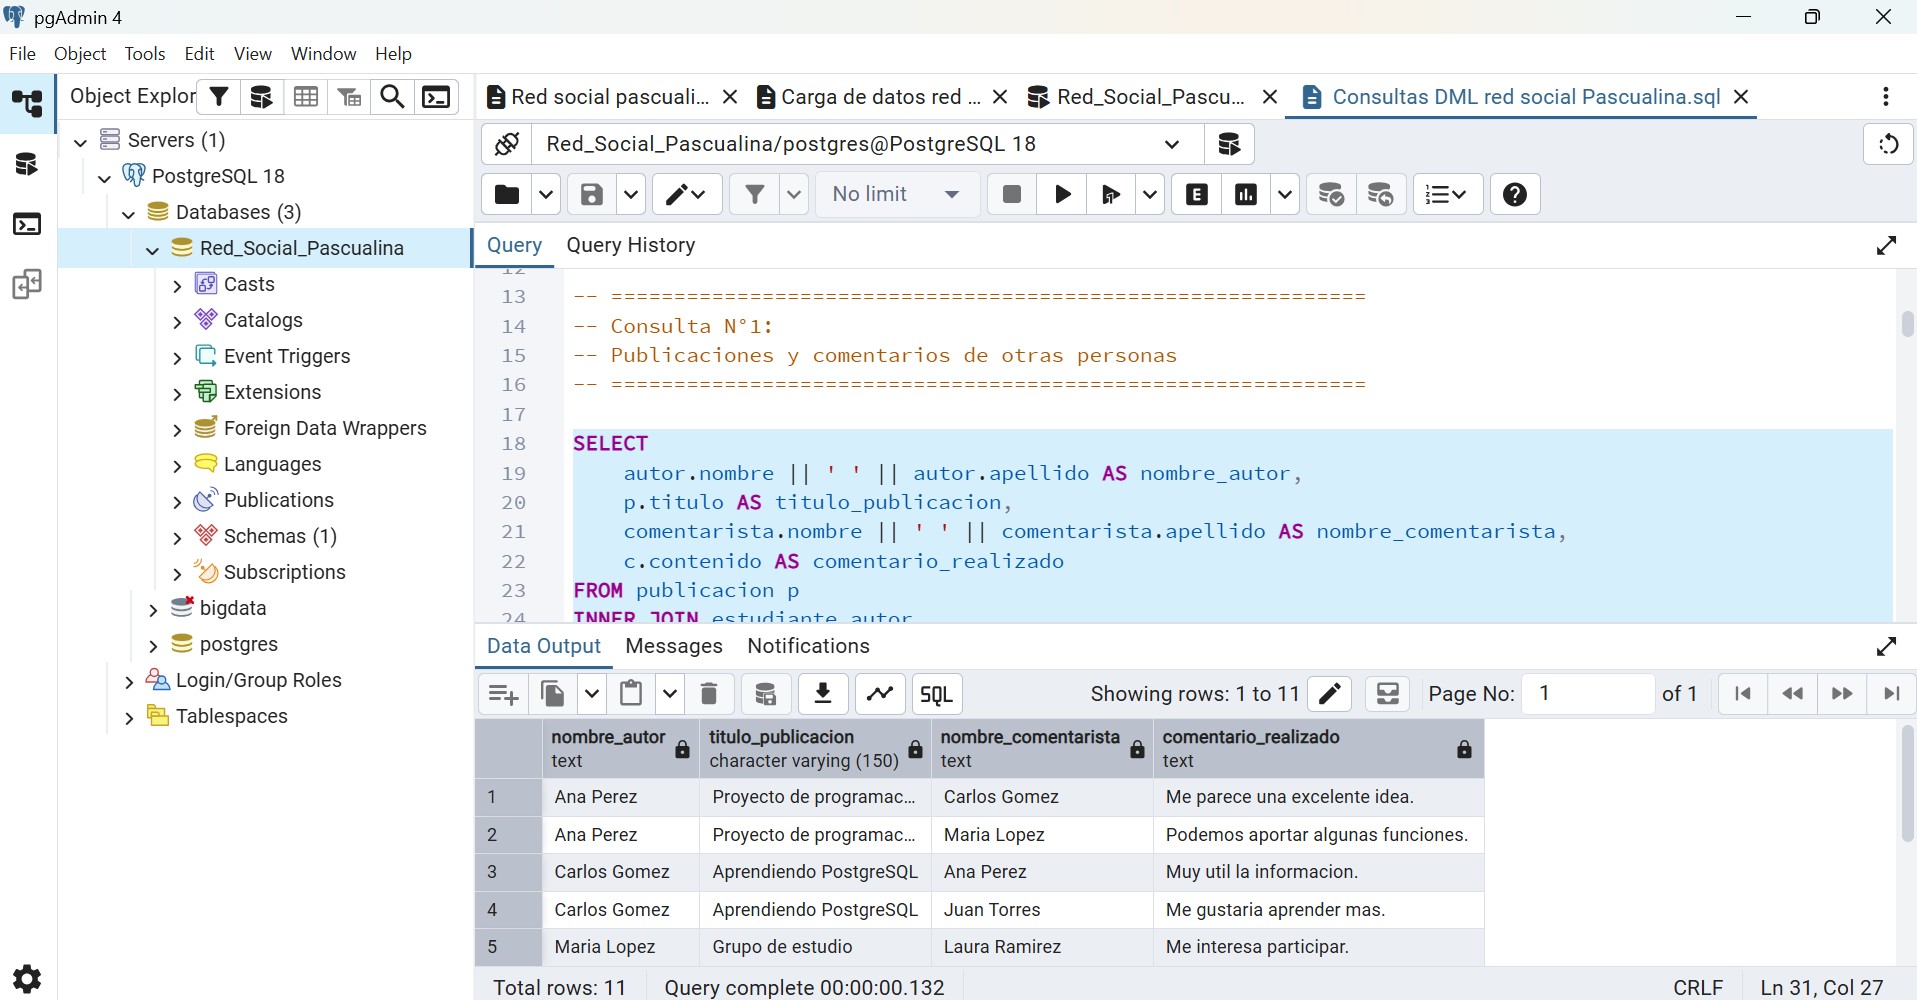 pgAdmin 4
File Object Tools Edit View Window Help
Object Explor
Red social pascuali... Carga de datos red ... Red_Social_Pascu... Consultas DML red social Pascualina.sql
Servers (1)
PostgreSQL 18
Databases (3)
Red_Social_Pascualina
Casts
Catalogs
Event Triggers
Extensions
Foreign Data Wrappers
Languages
Publications
Schemas (1)
Subscriptions
bigdata
postgres
Login/Group Roles
Tablespaces
Red_Social_Pascualina/postgres@PostgreSQL 18
No limit E
Query Query History
12
13 -- ============================================================
14 -- Consulta N°1:
15 -- Publicaciones y comentarios de otras personas
16 -- ============================================================
17
18 SELECT
19 autor.nombre || ' ' || autor.apellido AS nombre_autor,
20 p.titulo AS titulo_publicacion,
21 comentarista.nombre || ' ' || comentarista.apellido AS nombre_comentarista,
22 c.contenido AS comentario_realizado
23 FROM publicacion p
24 INNER JOIN estudiante autor
Data Output Messages Notifications
SQL Showing rows: 1 to 11 Page No: 1 of 1
nombre_autor titulo_publicacion nombre_comentarista comentario_realizado
text character varying (150) text text
1 Ana Perez Proyecto de programac... Carlos Gomez Me parece una excelente idea.
2 Ana Perez Proyecto de programac... Maria Lopez Podemos aportar algunas funciones.
3 Carlos Gomez Aprendiendo PostgreSQL Ana Perez Muy util la informacion.
4 Carlos Gomez Aprendiendo PostgreSQL Juan Torres Me gustaria aprender mas.
5 Maria Lopez Grupo de estudio Laura Ramirez Me interesa participar.
Total rows: 11 Query complete 00:00:00.132 CRLF Ln 31, Col 27